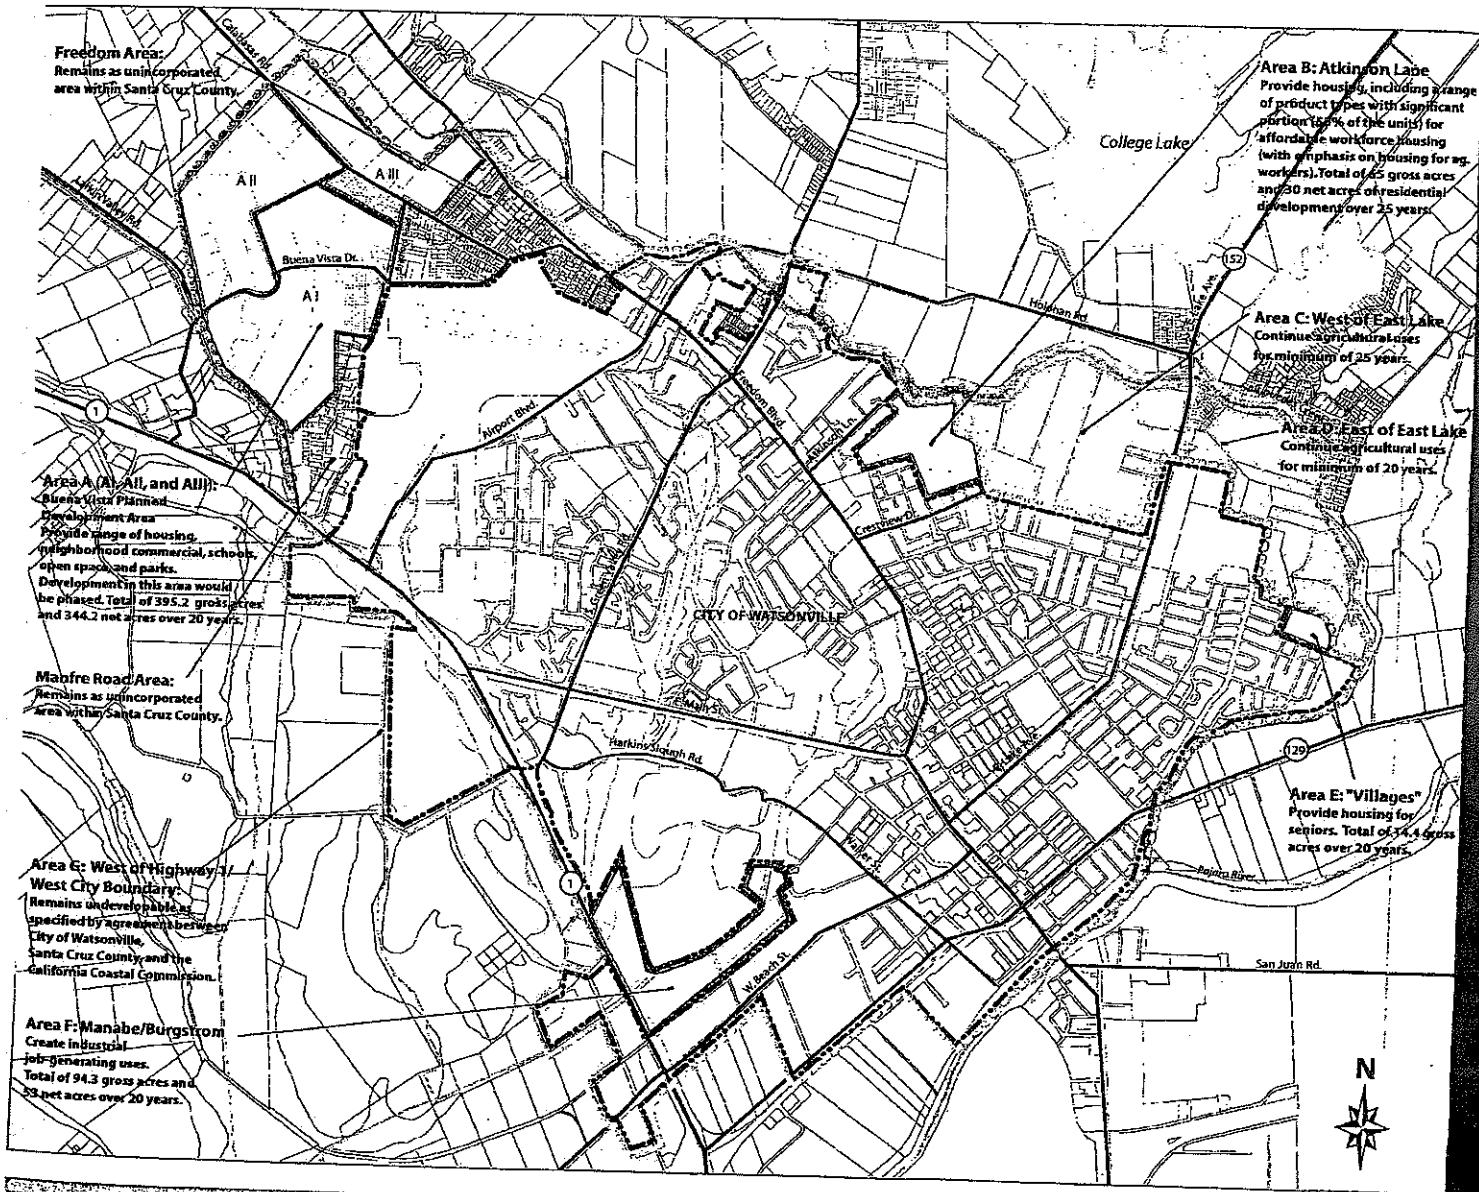 Freedom Area:
Remains as unincorporated
area within Santa Cruz County.
Calabasas Rd.
Area B: Atkinson Lane
Provide housing, including a range
of product types with significant
portion (  of the units) for
affordable workforce housing
(with emphasis on housing for ag.
workers). Total of 65 gross acres
and 30 net acres of residential
development over 25 years.
College Lake
A II
A III
Larkin Valley Rd.
Buena Vista Dr.
A I
152
Holohan Rd.
Area C: West of East Lake
Continue agricultural uses
for minimum of 25 years.
1
Airport Blvd.
Freedom Blvd.
Area D: East of East Lake
Continue agricultural uses
for minimum of 20 years.
Area A (AI, AII, and AIII):
Buena Vista Planned
Development Area
Provide range of housing,
neighborhood commercial, schools,
open space, and parks.
Development in this area would
be phased. Total of 395.2 gross acres
and 344.2 net acres over 20 years.
Crestview Dr.
CITY OF WATSONVILLE
Manfre Road Area:
Remains as unincorporated
area within Santa Cruz County.
Main St.
Harkins Slough Rd.
129
Area E: "Villages"
Provide housing for
seniors. Total of 14.4 gross
acres over 20 years.
Walker St.
Pajaro River
Area G: West of Highway 1/
West City Boundary:
Remains undevelopable as
specified by agreement between
City of Watsonville,
Santa Cruz County, and the
California Coastal Commission.
1
W. Beach St.
San Juan Rd.
Area F: Manabe/Burgstrom
Create industrial
job-generating uses.
Total of 94.3 gross acres and
53 net acres over 20 years.
N